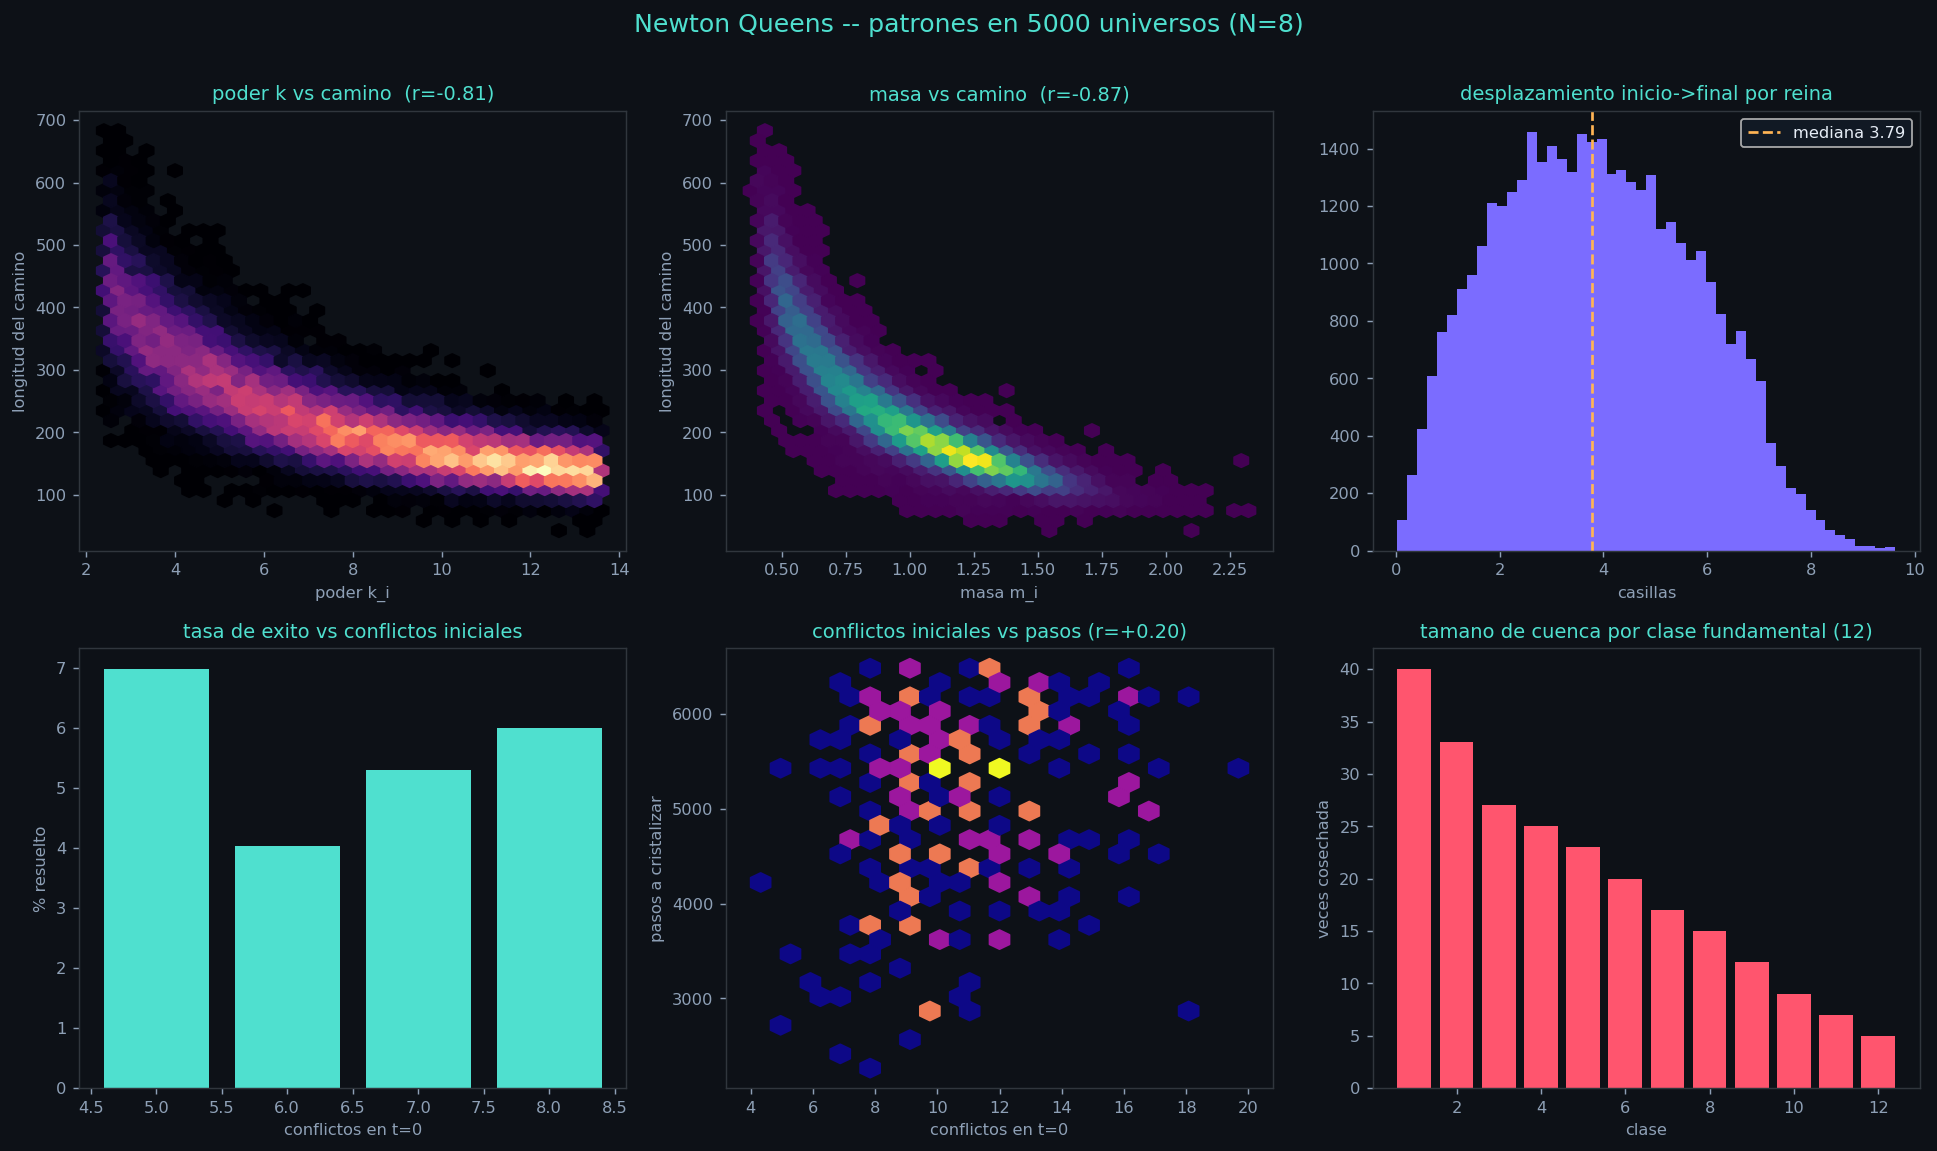 Newton Queens -- patrones en 5000 universos (N=8)
poder k vs camino  (r=-0.81)
700
600
500
400
300
200
100
longitud del camino
2 4 6 8 10 12 14
poder k_i
masa vs camino  (r=-0.87)
700
600
500
400
300
200
100
longitud del camino
0.50 0.75 1.00 1.25 1.50 1.75 2.00 2.25
masa m_i
desplazamiento inicio->final por reina
mediana 3.79
1400
1200
1000
800
600
400
200
0
0 2 4 6 8 10
casillas
tasa de exito vs conflictos iniciales
7
6
5
4
3
2
1
0
% resuelto
4.5 5.0 5.5 6.0 6.5 7.0 7.5 8.0 8.5
conflictos en t=0
conflictos iniciales vs pasos (r=+0.20)
6000
5000
4000
3000
pasos a cristalizar
4 6 8 10 12 14 16 18 20
conflictos en t=0
tamano de cuenca por clase fundamental (12)
40
35
30
25
20
15
10
5
0
veces cosechada
2 4 6 8 10 12
clase